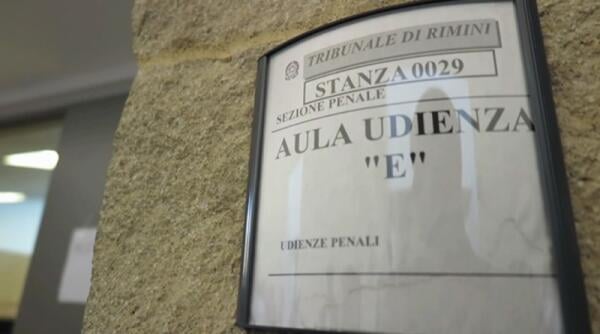 TRIBUNALE DI RIMINI
STANZA 0029
SEZIONE PENALE
AULA UDIENZA
"E"
UDIENZE PENALI